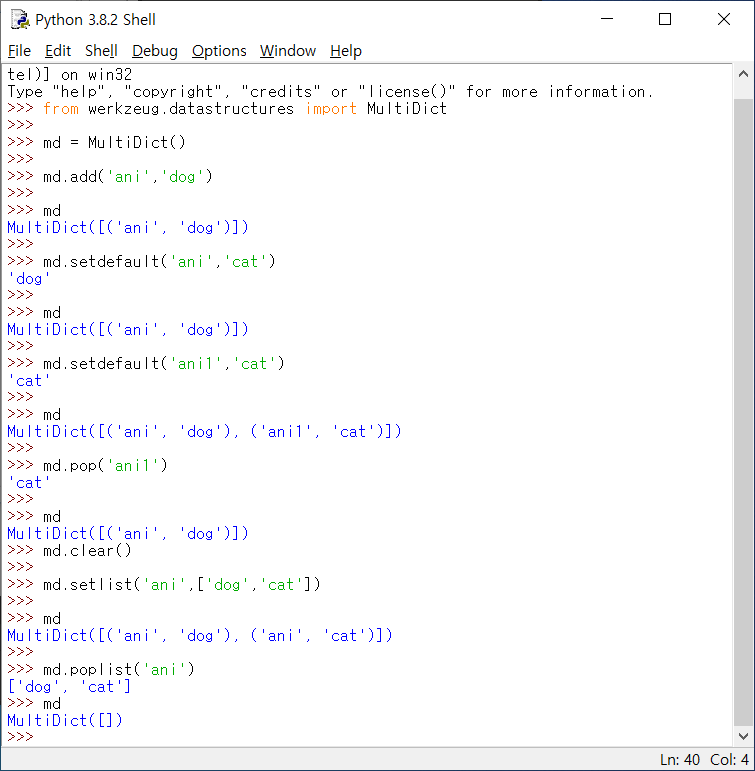 Python 3.8.2 Shell
File Edit Shell Debug Options Window Help
tel)] on win32
Type "help", "copyright", "credits" or "license()" for more information.
>>> from werkzeug.datastructures import MultiDict
>>>
>>> md = MultiDict()
>>>
>>> md.add('ani','dog')
>>>
>>> md
MultiDict([('ani', 'dog')])
>>>
>>> md.setdefault('ani','cat')
'dog'
>>>
>>> md
MultiDict([('ani', 'dog')])
>>>
>>> md.setdefault('ani1','cat')
'cat'
>>>
>>> md
MultiDict([('ani', 'dog'), ('ani1', 'cat')])
>>>
>>> md.pop('ani1')
'cat'
>>>
>>> md
MultiDict([('ani', 'dog')])
>>> md.clear()
>>>
>>> md.setlist('ani',['dog','cat'])
>>>
>>> md
MultiDict([('ani', 'dog'), ('ani', 'cat')])
>>>
>>> md.poplist('ani')
['dog', 'cat']
>>> md
MultiDict([])
>>>
Ln: 40 Col: 4